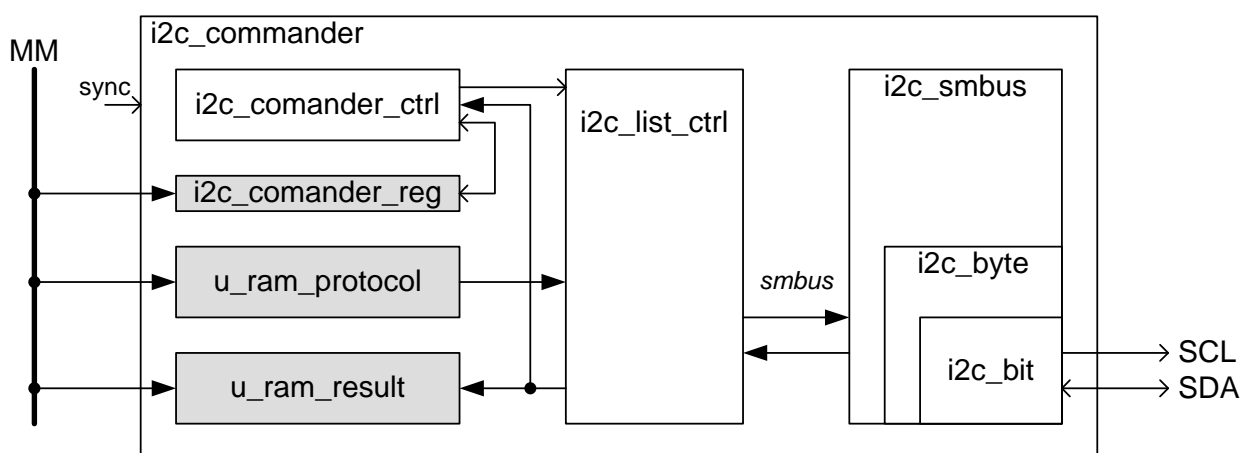 i2c_commander
MM
sync
i2c_comander_ctrl
i2c_comander_reg
u_ram_protocol
u_ram_result
i2c_list_ctrl
smbus
i2c_smbus
i2c_byte
i2c_bit
SCL
SDA